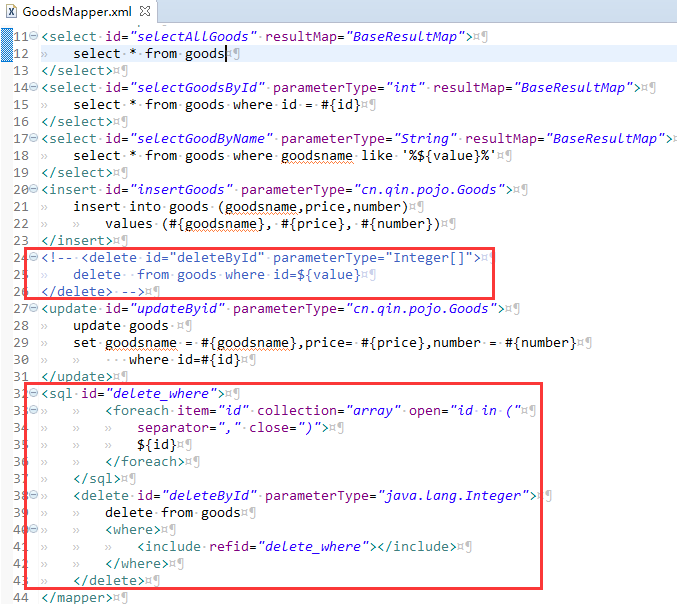 GoodsMapper.xml
11 <select id="selectAllGoods" resultMap="BaseResultMap">
12 select * from goods
13 </select>
14 <select id="selectGoodsById" parameterType="int" resultMap="BaseResultMap">
15 select * from goods where id = #{id}
16 </select>
17 <select id="selectGoodByName" parameterType="String" resultMap="BaseResultMap">
18 select * from goods where goodsname like '%${value}%'
19 </select>
20 <insert id="insertGoods" parameterType="cn.qin.pojo.Goods">
21 insert into goods (goodsname,price,number)
22 values (#{goodsname}, #{price}, #{number})
23 </insert>
24 <!-- <delete id="deleteById" parameterType="Integer[]">
25 delete from goods where id=${value}
26 </delete> -->
27 <update id="updateByid" parameterType="cn.qin.pojo.Goods">
28 update goods
29 set goodsname = #{goodsname},price= #{price},number = #{number}
30 where id=#{id}
31 </update>
32 <sql id="delete_where">
33 <foreach item="id" collection="array" open="id in ("
34 separator="," close=")">
35 ${id}
36 </foreach>
37 </sql>
38 <delete id="deleteById" parameterType="java.lang.Integer">
39 delete from goods
40 <where>
41 <include refid="delete_where"></include>
42 </where>
43 </delete>
44 </mapper>